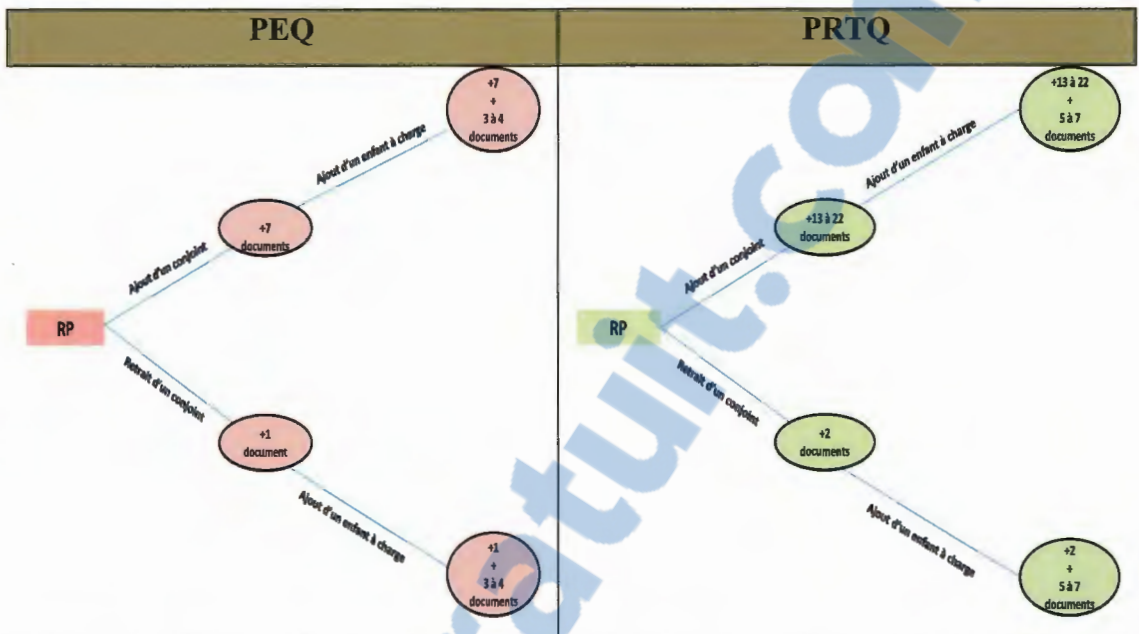 PEQ
+7
+
3 à 4
documents
Ajout d'un enfant à charge
+7
documents
Ajout d'un conjoint
RP
Retrait d'un conjoint
+1
document
Ajout d'un enfant à charge
+1
+
3 à 4
documents
PRTQ
+13 à 22
+
5 à 7
documents
Ajout d'un enfant à charge
+13 à 22
documents
Ajout d'un conjoint
RP
Retrait d'un conjoint
+2
documents
Ajout d'un enfant à charge
+2
+
5 à 7
documents
ratuit.com